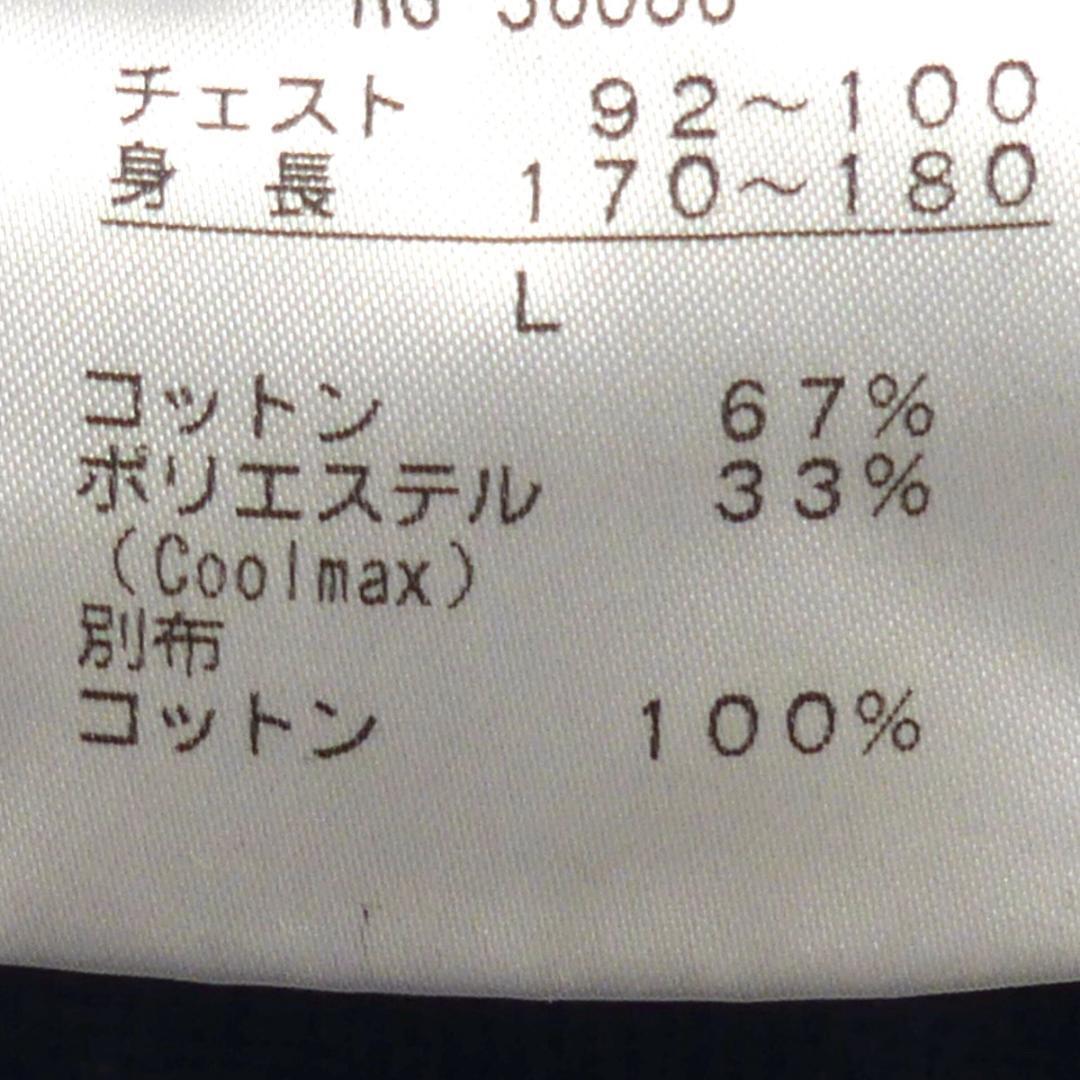 チェスト 92～100
身長 170～180
L
コットン 67%
ポリエステル 33%
(Coolmax)
別布
コットン 100%